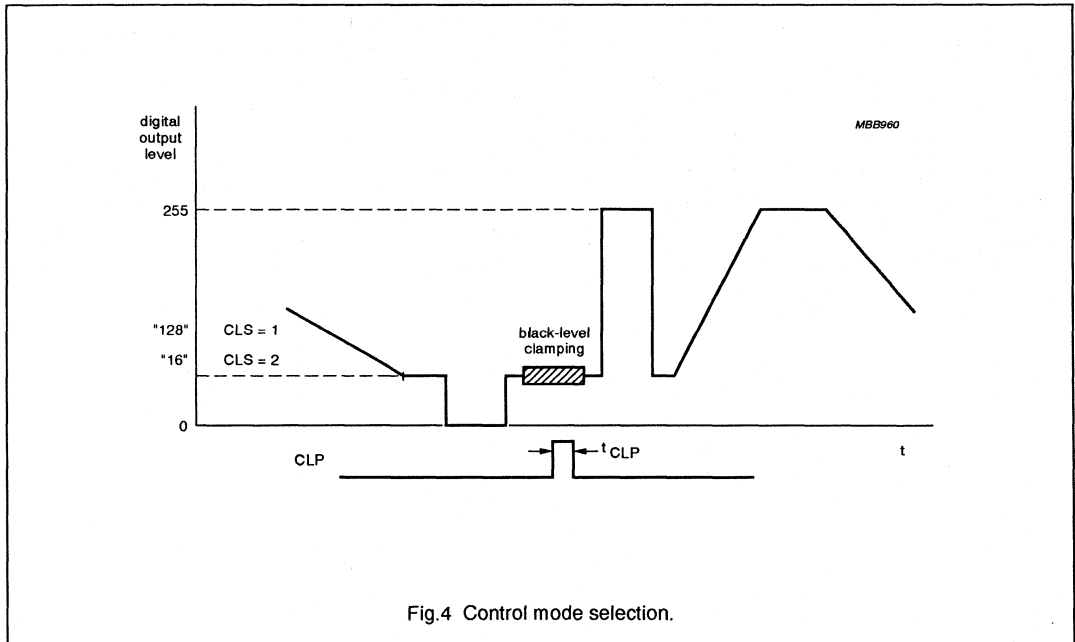 digital
output
level
MBB960
255
"128" CLS = 1
"16" CLS = 2
black-level
clamping
0
t
CLP
t CLP
Fig.4 Control mode selection.